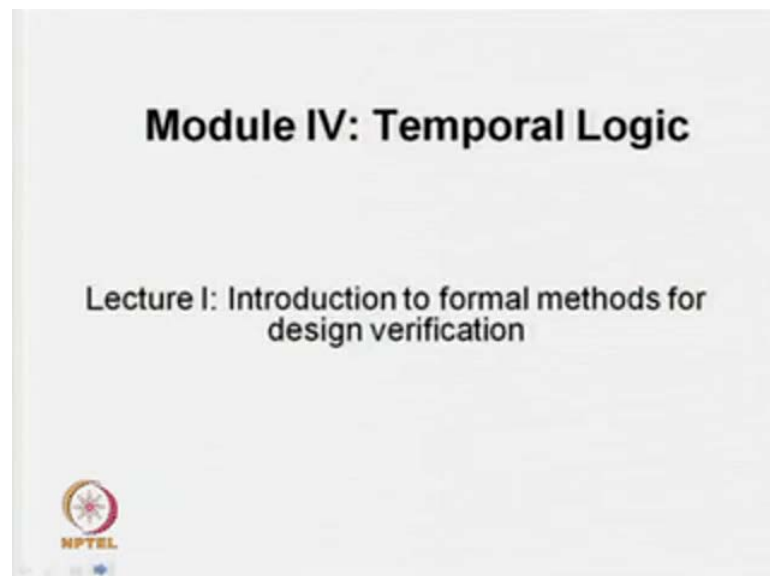 Module IV: Temporal Logic
Lecture I: Introduction to formal methods for
design verification
NPTEL